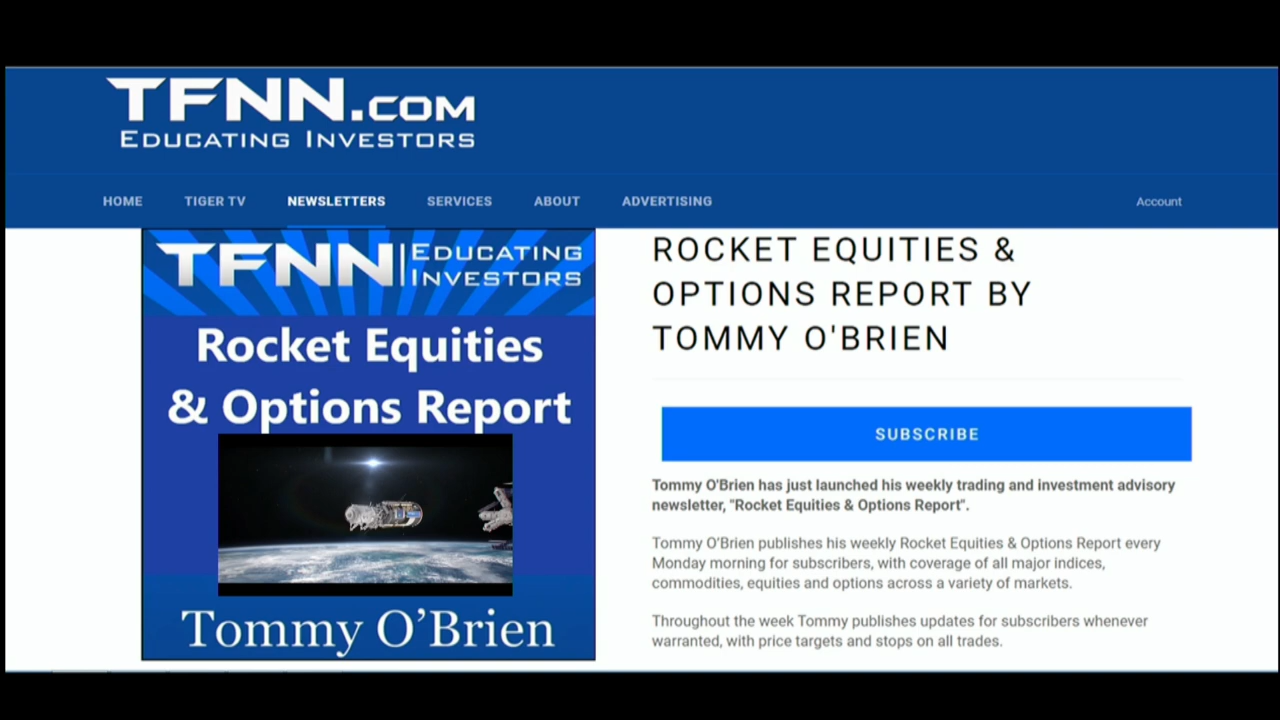 TFNN.COM
EDUCATING INVESTORS
HOME TIGER TV NEWSLETTERS SERVICES ABOUT ADVERTISING Account
TFNN EDUCATING
INVESTORS
Rocket Equities
& Options Report
Tommy O’Brien
ROCKET EQUITIES &
OPTIONS REPORT BY
TOMMY O'BRIEN
SUBSCRIBE
Tommy O'Brien has just launched his weekly trading and investment advisory
newsletter, "Rocket Equities & Options Report".
Tommy O’Brien publishes his weekly Rocket Equities & Options Report every
Monday morning for subscribers, with coverage of all major indices,
commodities, equities and options across a variety of markets.
Throughout the week Tommy publishes updates for subscribers whenever
warranted, with price targets and stops on all trades.